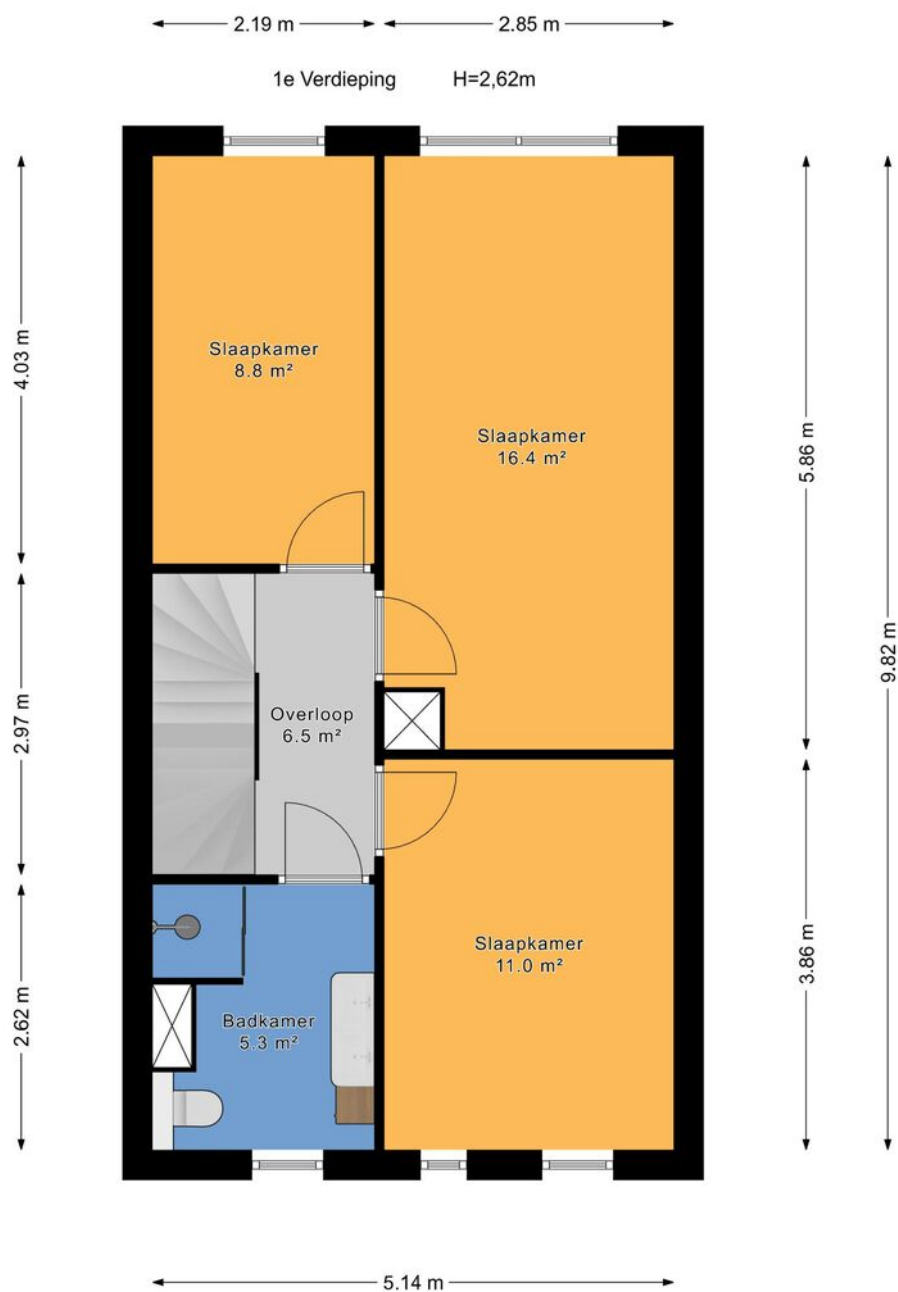 2.19 m
2.85 m
1e Verdieping H=2,62m
4.03 m
Slaapkamer
8.8 m²
Slaapkamer
16.4 m²
5.86 m
9.82 m
2.97 m
Overloop
6.5 m²
Slaapkamer
11.0 m²
3.86 m
2.62 m
Badkamer
5.3 m²
5.14 m